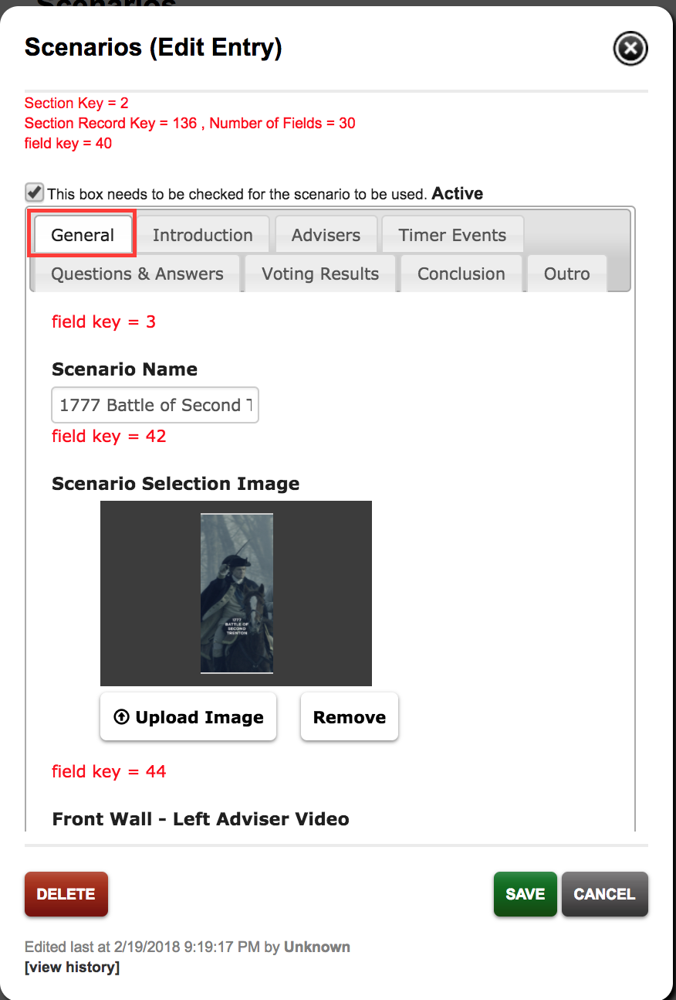 Scenarios
Scenarios (Edit Entry)
Section Key = 2
Section Record Key = 136 , Number of Fields = 30
field key = 40
This box needs to be checked for the scenario to be used. Active
General Introduction Advisers Timer Events
Questions & Answers Voting Results Conclusion Outro
field key = 3
Scenario Name
1777 Battle of Second T
field key = 42
Scenario Selection Image
1777
BATTLE OF
SECOND
TRENTON
Upload Image Remove
field key = 44
Front Wall - Left Adviser Video
DELETE SAVE CANCEL
Edited last at 2/19/2018 9:19:17 PM by Unknown
[view history]